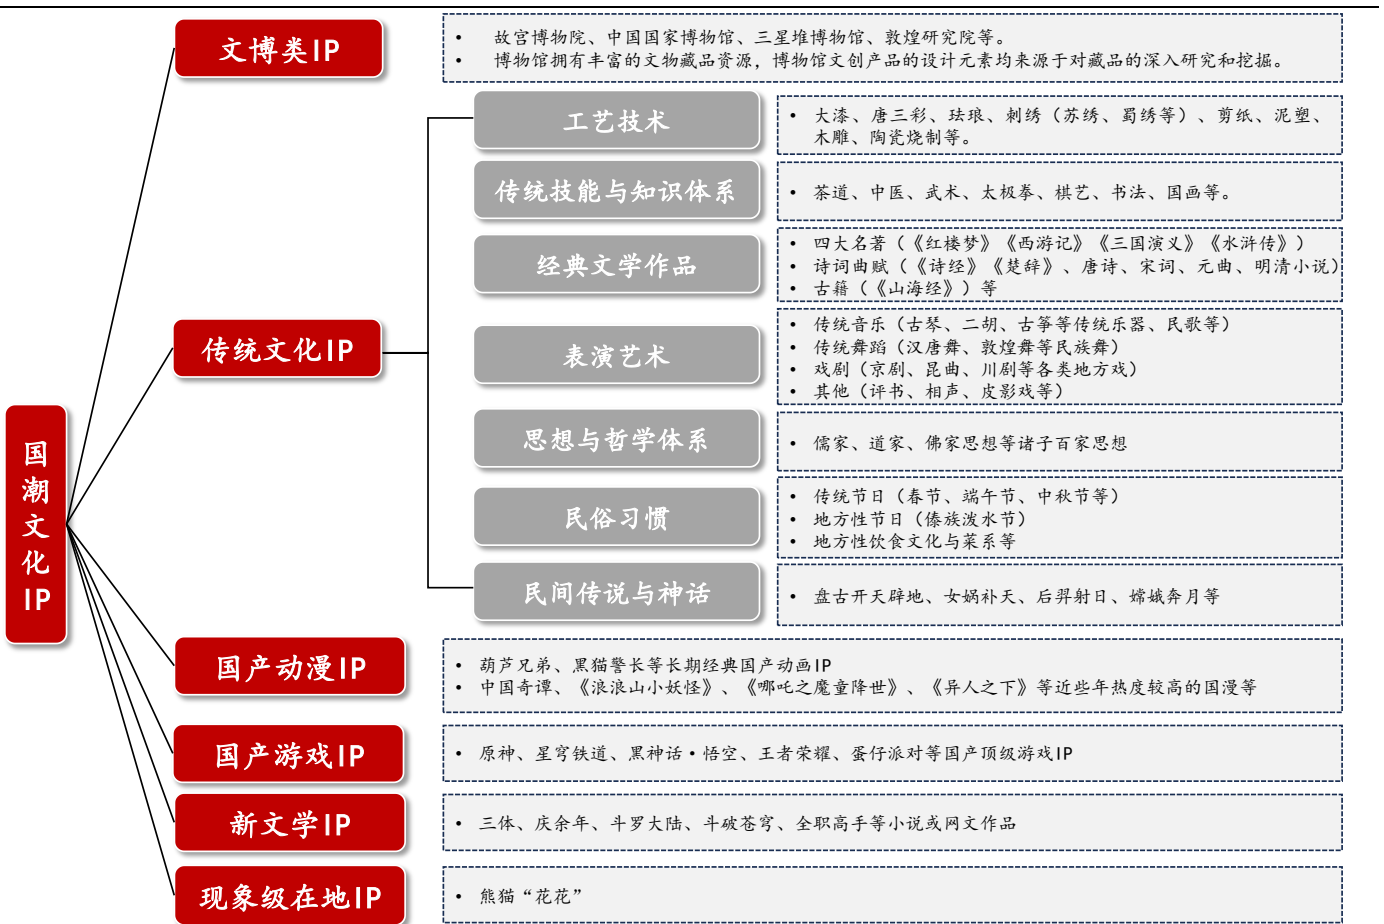 国
潮
文
化
IP
文博类IP
• 故宫博物院、中国国家博物馆、三星堆博物馆、敦煌研究院等。
• 博物馆拥有丰富的文物藏品资源，博物馆文创产品的设计元素均来源于对藏品的深入研究和挖掘。
传统文化IP
工艺技术
• 大漆、唐三彩、珐琅、刺绣（苏绣、蜀绣等）、剪纸、泥塑、
木雕、陶瓷烧制等。
传统技能与知识体系
• 茶道、中医、武术、太极拳、棋艺、书法、国画等。
经典文学作品
• 四大名著（《红楼梦》《西游记》《三国演义》《水浒传》）
• 诗词曲赋（《诗经》《楚辞》、唐诗、宋词、元曲、明清小说）
• 古籍（《山海经》）等
表演艺术
• 传统音乐（古琴、二胡、古筝等传统乐器、民歌等）
• 传统舞蹈（汉唐舞、敦煌舞等民族舞）
• 戏剧（京剧、昆曲、川剧等各类地方戏）
• 其他（评书、相声、皮影戏等）
思想与哲学体系
• 儒家、道家、佛家思想等诸子百家思想
民俗习惯
• 传统节日（春节、端午节、中秋节等）
• 地方性节日（傣族泼水节）
• 地方性饮食文化与菜系等
民间传说与神话
• 盘古开天辟地、女娲补天、后羿射日、嫦娥奔月等
国产动漫IP
• 葫芦兄弟、黑猫警长等长期经典国产动画IP
• 中国奇谭、《浪浪山小妖怪》、《哪吒之魔童降世》、《异人之下》等近些年热度较高的国漫等
国产游戏IP
• 原神、星穹铁道、黑神话·悟空、王者荣耀、蛋仔派对等国产顶级游戏IP
新文学IP
• 三体、庆余年、斗罗大陆、斗破苍穹、全职高手等小说或网文作品
现象级在地IP
• 熊猫“花花”